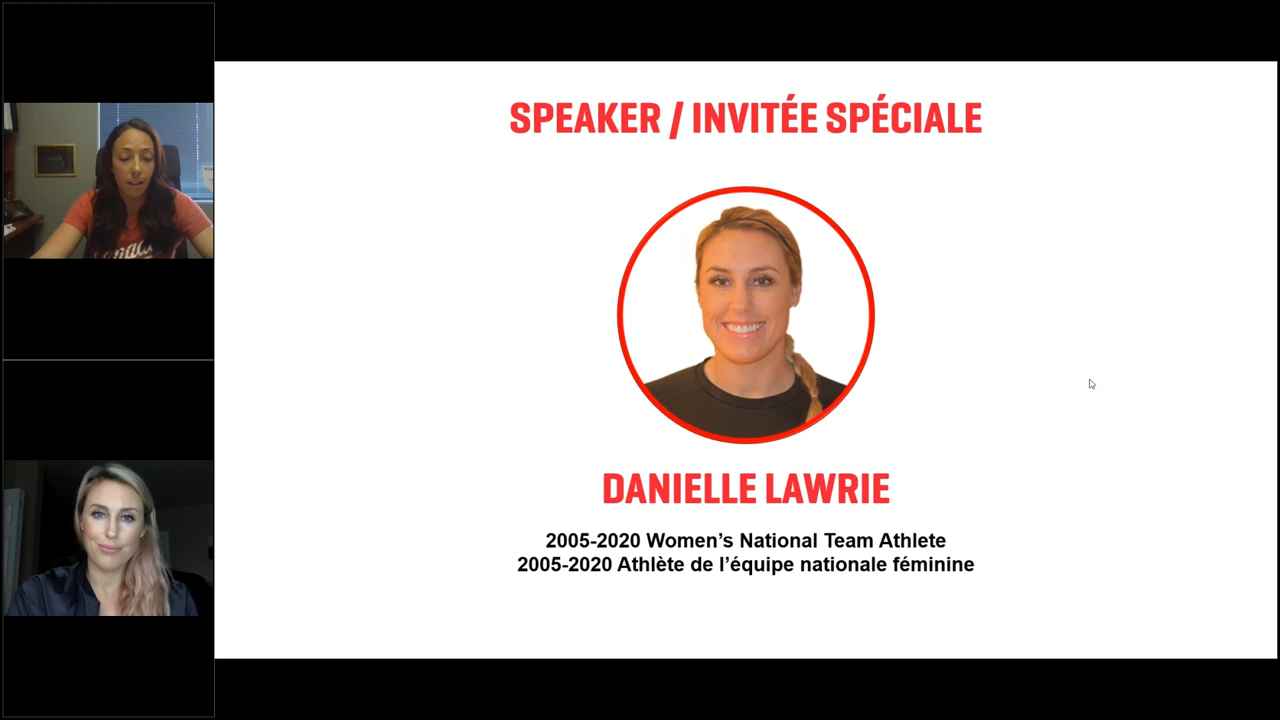 SPEAKER / INVITÉE SPÉCIALE
DANIELLE LAWRIE
2005-2020 Women’s National Team Athlete
2005-2020 Athlète de l’équipe nationale féminine